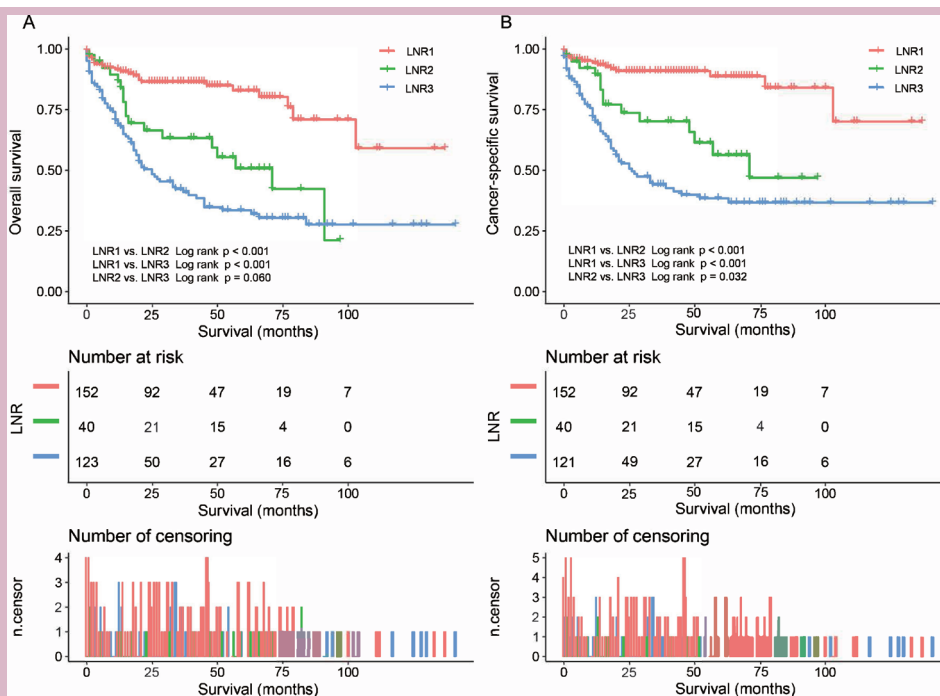 A
1.00
0.75
0.50
0.25
0.00
Overall survival
LNR1
LNR2
LNR3
LNR1 vs. LNR2 Log rank p < 0.001
LNR1 vs. LNR3 Log rank p < 0.001
LNR2 vs. LNR3 Log rank p = 0.060
0 25 50 75 100
Survival (months)
Number at risk
LNR
152 92 47 19 7
40 21 15 4 0
123 50 27 16 6
0 25 50 75 100
Survival (months)
Number of censoring
n.censor
4
3
2
1
0
0 25 50 75 100
Survival (months)
B
1.00
0.75
0.50
0.25
0.00
Cancer-specific survival
LNR1
LNR2
LNR3
LNR1 vs. LNR2 Log rank p < 0.001
LNR1 vs. LNR3 Log rank p < 0.001
LNR2 vs. LNR3 Log rank p = 0.032
0 25 50 75 100
Survival (months)
Number at risk
LNR
152 92 47 19 7
40 21 15 4 0
121 49 27 16 6
0 25 50 75 100
Survival (months)
Number of censoring
n.censor
5
4
3
2
1
0
0 25 50 75 100
Survival (months)